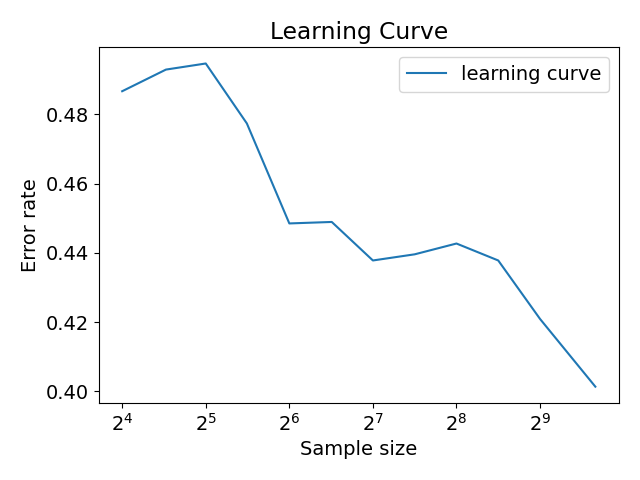 Learning Curve
learning curve
0.48
0.46
0.44
0.42
0.40
Error rate
2⁴ 2⁵ 2⁶ 2⁷ 2⁸ 2⁹
Sample size